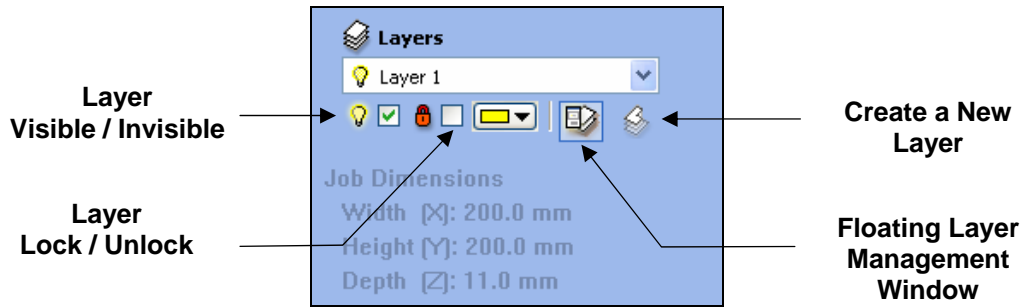 Layers
Layer 1
Layer
Visible / Invisible
Create a New
Layer
Job Dimensions
Width (X): 200.0 mm
Height (Y): 200.0 mm
Depth (Z): 11.0 mm
Layer
Lock / Unlock
Floating Layer
Management
Window